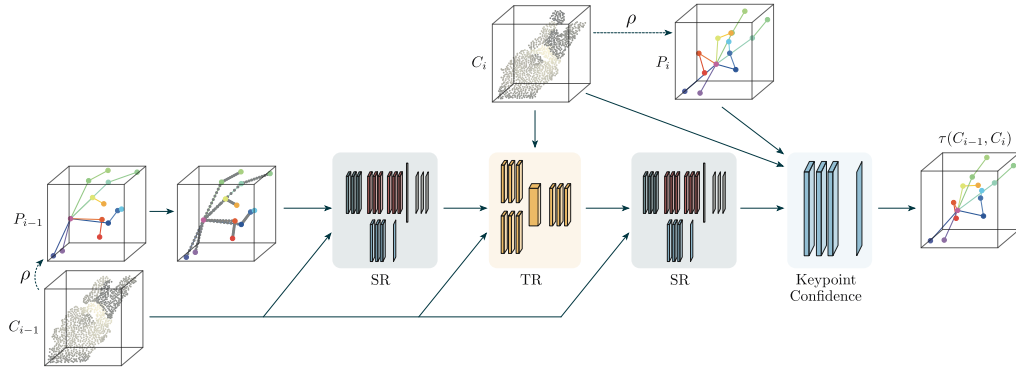 ρ
C_i
P_i
τ(C_{i−1}, C_i)
P_{i−1}
ρ
SR
TR
SR
Keypoint
Confidence
C_{i−1}